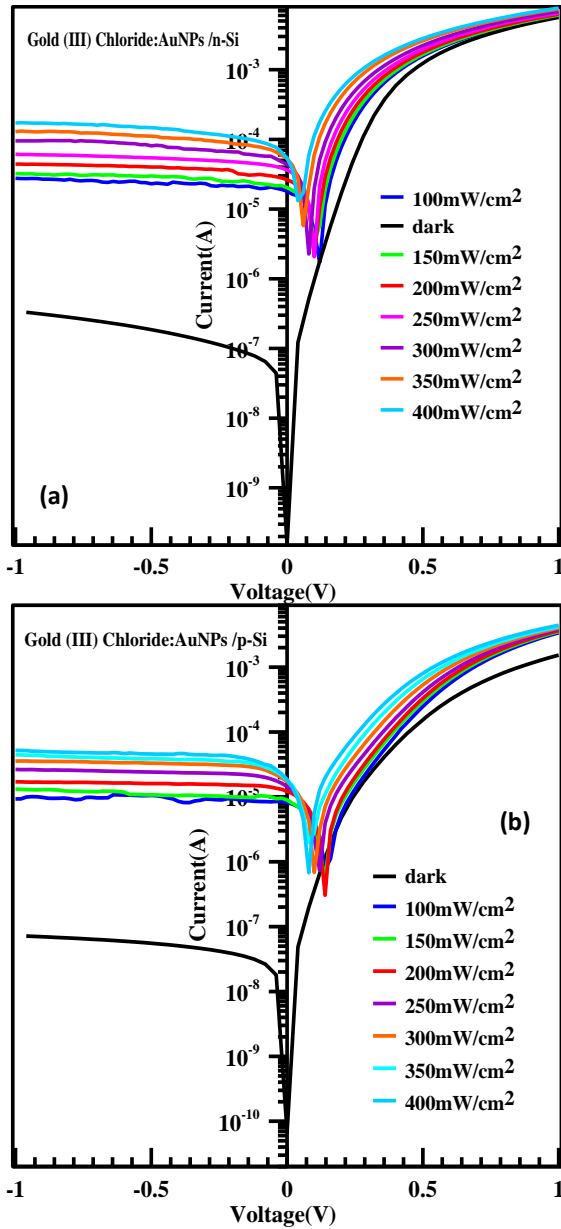 Gold (III) Chloride:AuNPs /n-Si
10-3
10-4
10-5
10-6
10-7
10-8
10-9
Current(A)
100mW/cm2
dark
150mW/cm2
200mW/cm2
250mW/cm2
300mW/cm2
350mW/cm2
400mW/cm2
(a)
-1
-0.5
0
0.5
1
Voltage(V)
Gold (III) Chloride:AuNPs /p-Si
10-3
10-4
10-5
10-6
10-7
10-8
10-9
10-10
Current(A)
(b)
dark
100mW/cm2
150mW/cm2
200mW/cm2
250mW/cm2
300mW/cm2
350mW/cm2
400mW/cm2
-1
-0.5
0
0.5
1
Voltage(V)